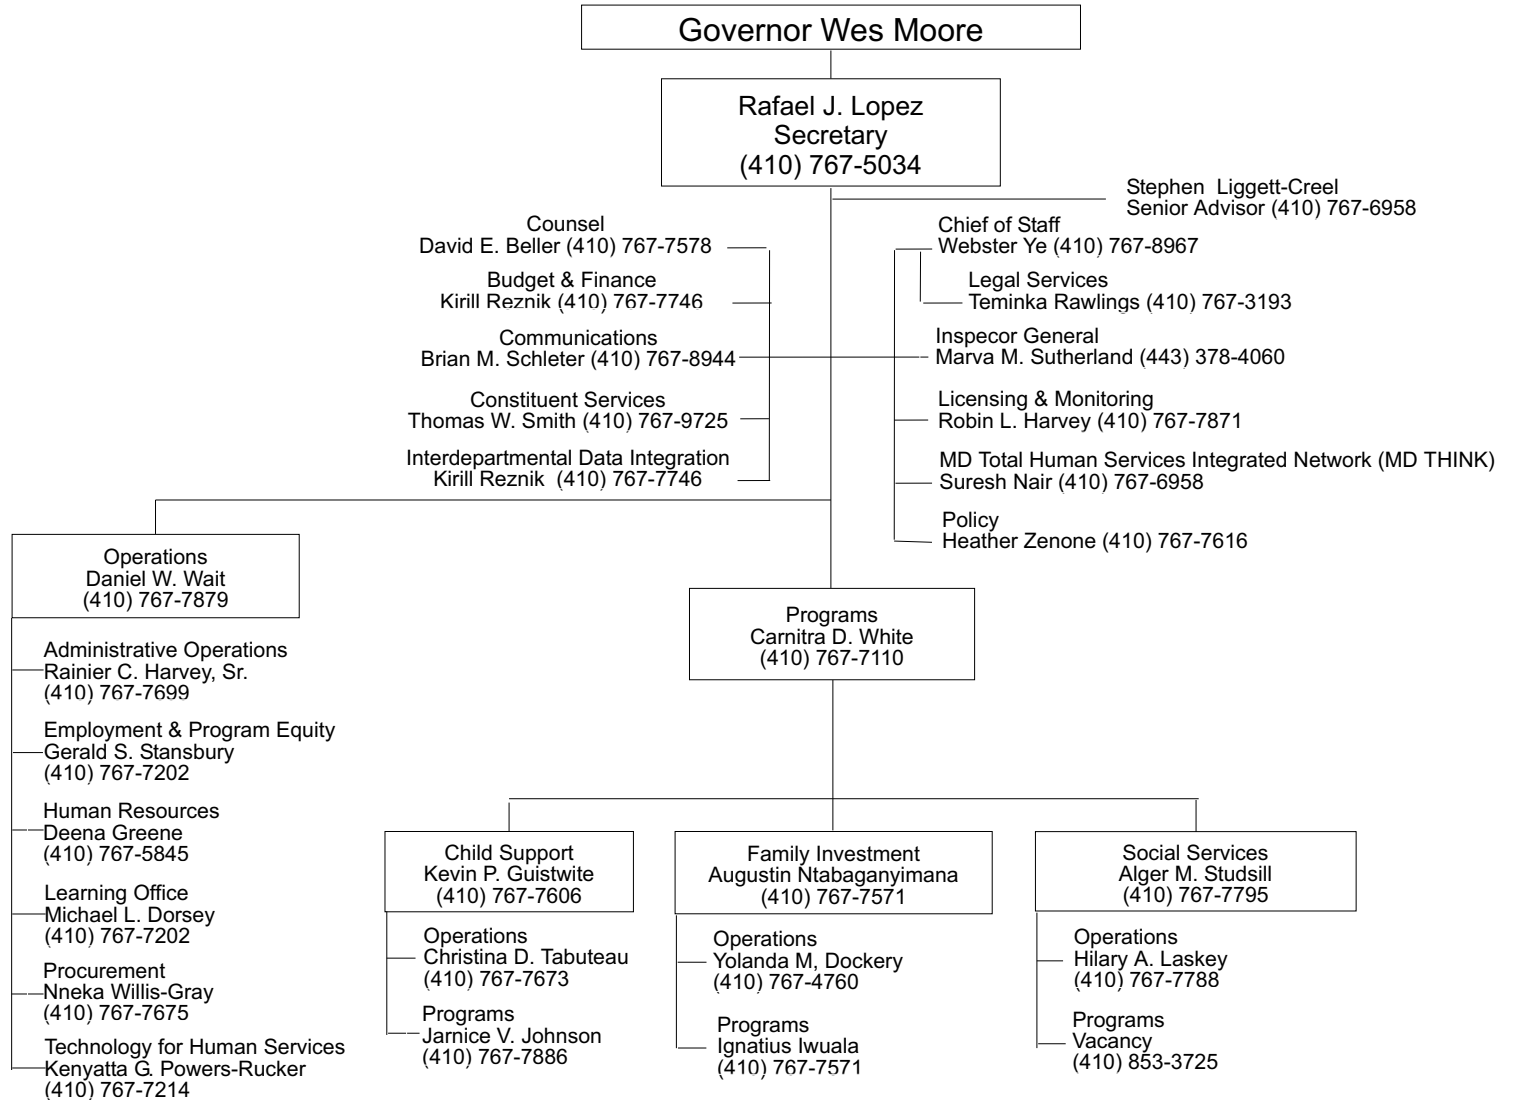 Governor Wes Moore
Rafael J. Lopez
Secretary
(410) 767-5034
Stephen  Liggett-Creel
Senior Advisor (410) 767-6958
Counsel
David E. Beller (410) 767-7578
Budget & Finance
Kirill Reznik (410) 767-7746
Communications
Brian M. Schleter (410) 767-8944
Constituent Services
Thomas W. Smith (410) 767-9725
Interdepartmental Data Integration
Kirill Reznik  (410) 767-7746
Chief of Staff
Webster Ye (410) 767-8967
Legal Services
Teminka Rawlings (410) 767-3193
Inspecor General
Marva M. Sutherland (443) 378-4060
Licensing & Monitoring
Robin L. Harvey (410) 767-7871
MD Total Human Services Integrated Network (MD THINK)
Suresh Nair (410) 767-6958
Policy
Heather Zenone (410) 767-7616
Operations
Daniel W. Wait
(410) 767-7879
Administrative Operations
Rainier C. Harvey, Sr.
(410) 767-7699
Employment & Program Equity
Gerald S. Stansbury
(410) 767-7202
Human Resources
Deena Greene
(410) 767-5845
Learning Office
Michael L. Dorsey
(410) 767-7202
Procurement
Nneka Willis-Gray
(410) 767-7675
Technology for Human Services
Kenyatta G. Powers-Rucker
(410) 767-7214
Programs
Carnitra D. White
(410) 767-7110
Child Support
Kevin P. Guistwite
(410) 767-7606
Operations
Christina D. Tabuteau
(410) 767-7673
Programs
Jarnice V. Johnson
(410) 767-7886
Family Investment
Augustin Ntabaganyimana
(410) 767-7571
Operations
Yolanda M, Dockery
(410) 767-4760
Programs
Ignatius Iwuala
(410) 767-7571
Social Services
Alger M. Studsill
(410) 767-7795
Operations
Hilary A. Laskey
(410) 767-7788
Programs
Vacancy
(410) 853-3725